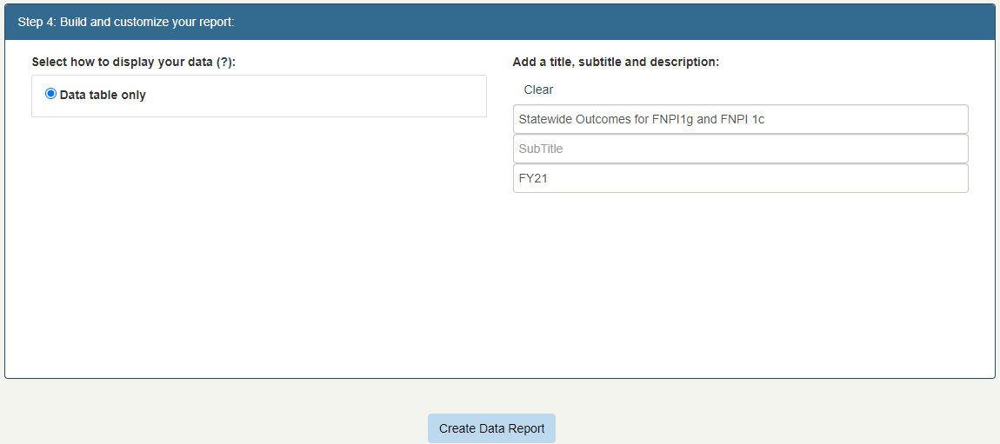 Step 4: Build and customize your report:
Select how to display your data (?):
Data table only
Add a title, subtitle and description:
Clear
Statewide Outcomes for FNPI1g and FNPI 1c
SubTitle
FY21
Create Data Report